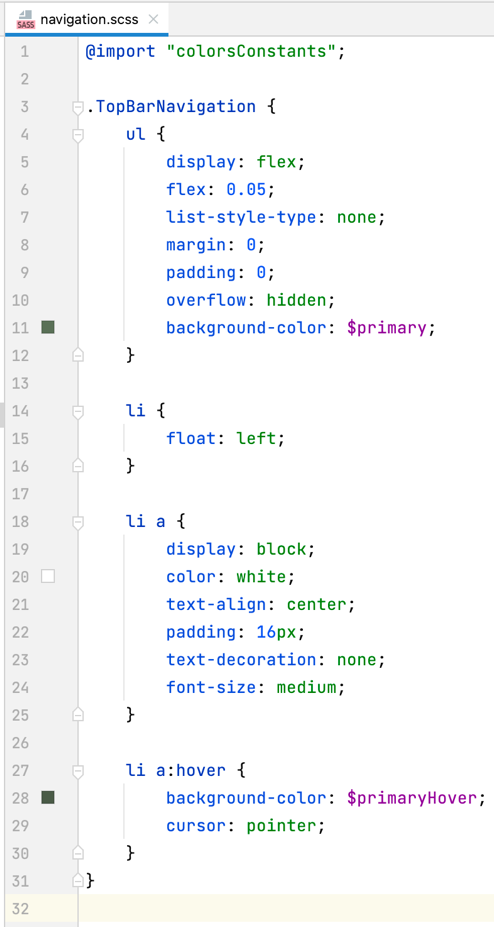 SASS navigation.scss
1 @import "colorsConstants";
2
3 .TopBarNavigation {
4     ul {
5         display: flex;
6         flex: 0.05;
7         list-style-type: none;
8         margin: 0;
9         padding: 0;
10         overflow: hidden;
11         background-color: $primary;
12     }
13
14     li {
15         float: left;
16     }
17
18     li a {
19         display: block;
20         color: white;
21         text-align: center;
22         padding: 16px;
23         text-decoration: none;
24         font-size: medium;
25     }
26
27     li a:hover {
28         background-color: $primaryHover;
29         cursor: pointer;
30     }
31 }
32